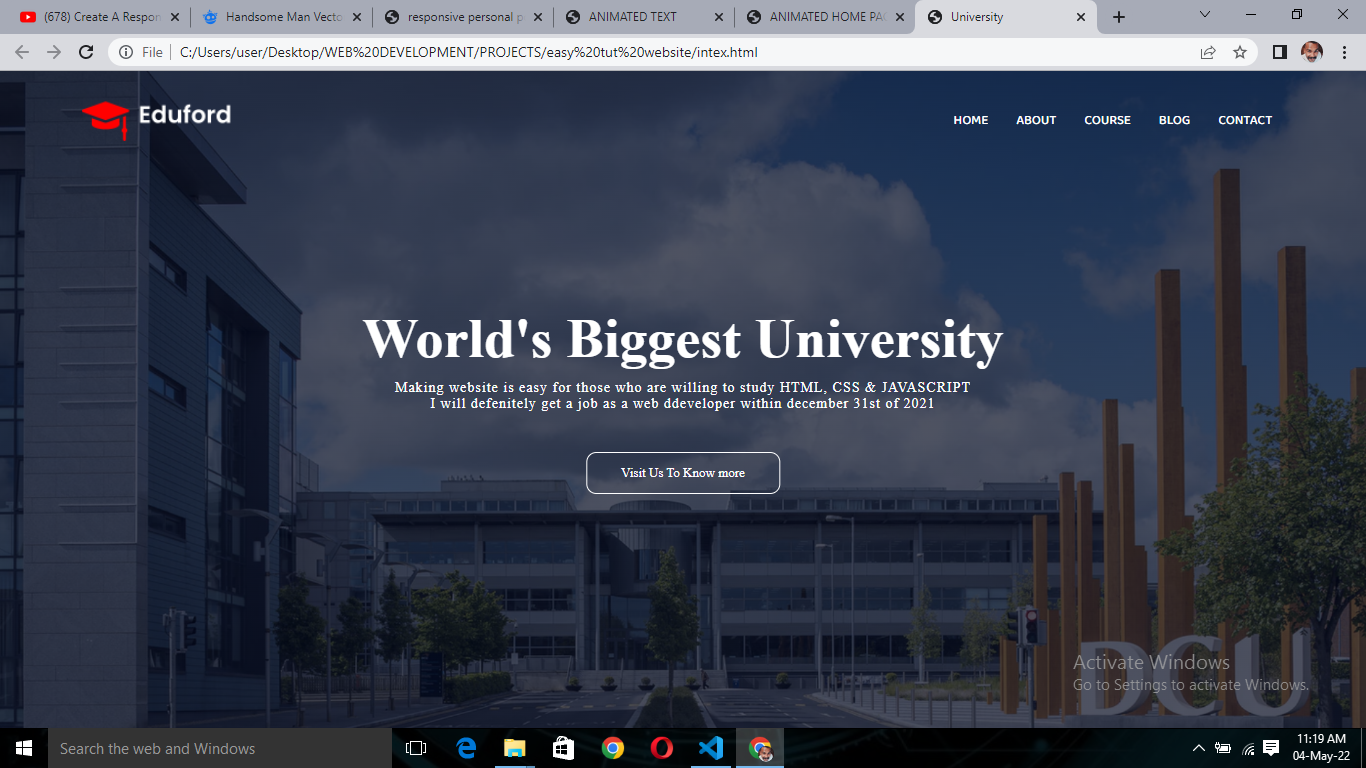 (678) Create A Respon
Handsome Man Vecto
responsive personal p
ANIMATED TEXT
ANIMATED HOME PAG
University
File
C:/Users/user/Desktop/WEB%20DEVELOPMENT/PROJECTS/easy%20tut%20website/intex.html
Eduford
HOME
ABOUT
COURSE
BLOG
CONTACT
World's Biggest University
Making website is easy for those who are willing to study HTML, CSS & JAVASCRIPT
I will defenitely get a job as a web ddeveloper within december 31st of 2021
Visit Us To Know more
DCU
Activate Windows
Go to Settings to activate Windows.
Search the web and Windows
11:19 AM
04-May-22